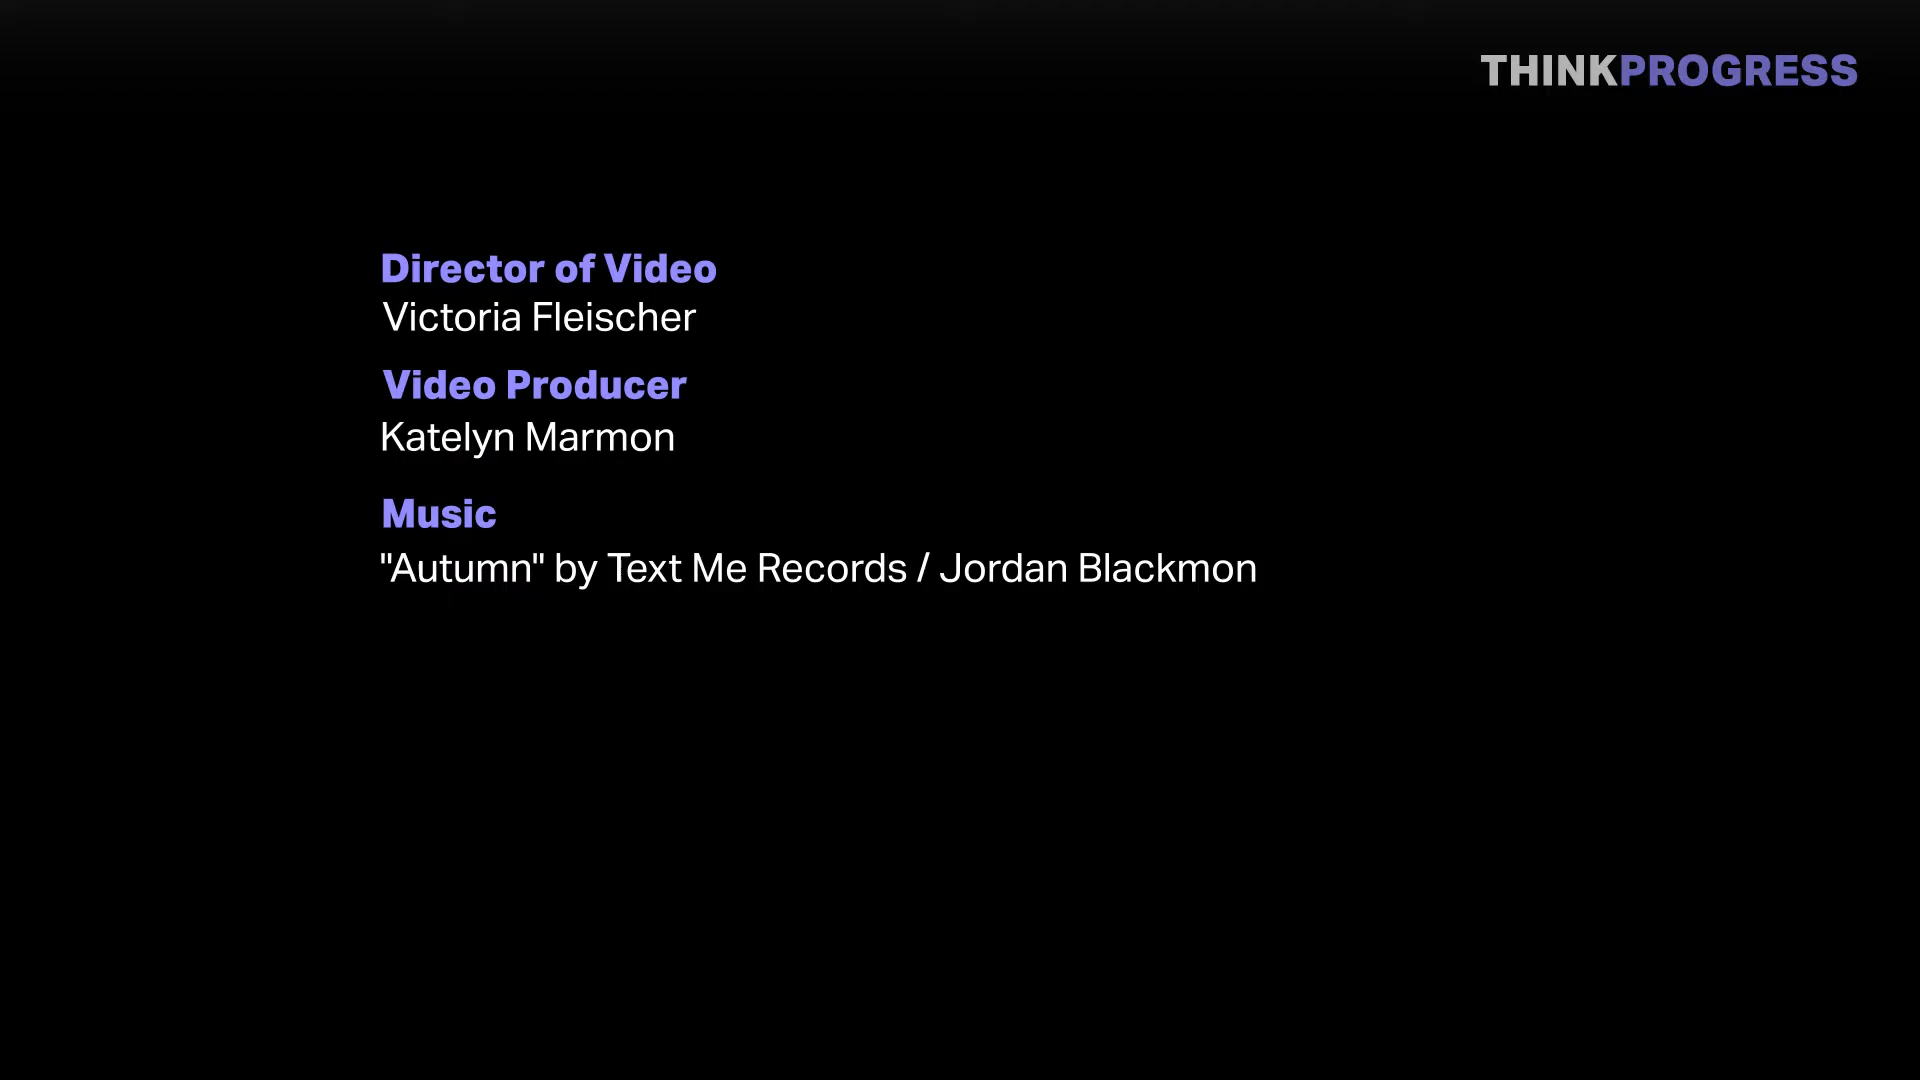 THINKPROGRESS
Director of Video
Victoria Fleischer
Video Producer
Katelyn Marmon
Music
"Autumn" by Text Me Records / Jordan Blackmon